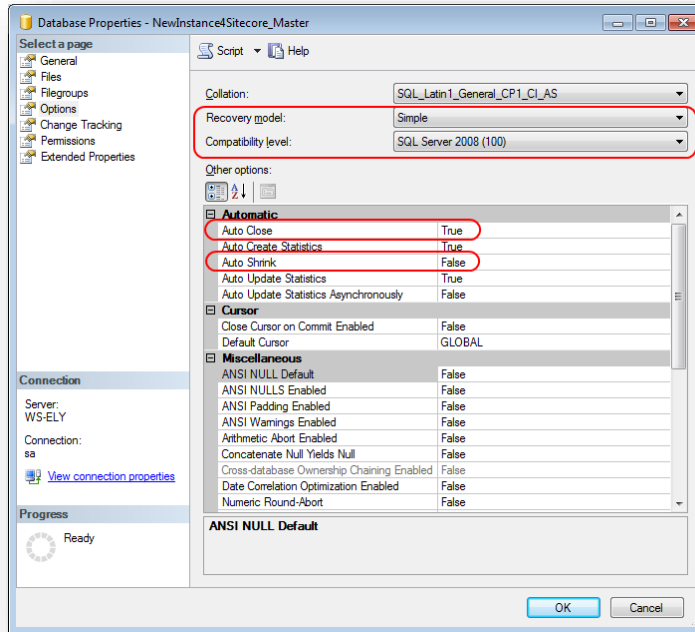 Database Properties - NewInstance4Sitecore_Master
Select a page
General
Files
Filegroups
Options
Change Tracking
Permissions
Extended Properties
Connection
Server:
WS-ELY
Connection:
sa
View connection properties
Progress
Ready
Script Help
Collation: SQL_Latin1_General_CP1_CI_AS
Recovery model: Simple
Compatibility level: SQL Server 2008 (100)
Other options:
Automatic
Auto Close True
Auto Create Statistics True
Auto Shrink False
Auto Update Statistics True
Auto Update Statistics Asynchronously False
Cursor
Close Cursor on Commit Enabled False
Default Cursor GLOBAL
Miscellaneous
ANSI NULL Default False
ANSI NULLS Enabled False
ANSI Padding Enabled False
ANSI Warnings Enabled False
Arithmetic Abort Enabled False
Concatenate Null Yields Null False
Cross-database Ownership Chaining Enabled False
Date Correlation Optimization Enabled False
Numeric Round-Abort False
ANSI NULL Default
OK Cancel